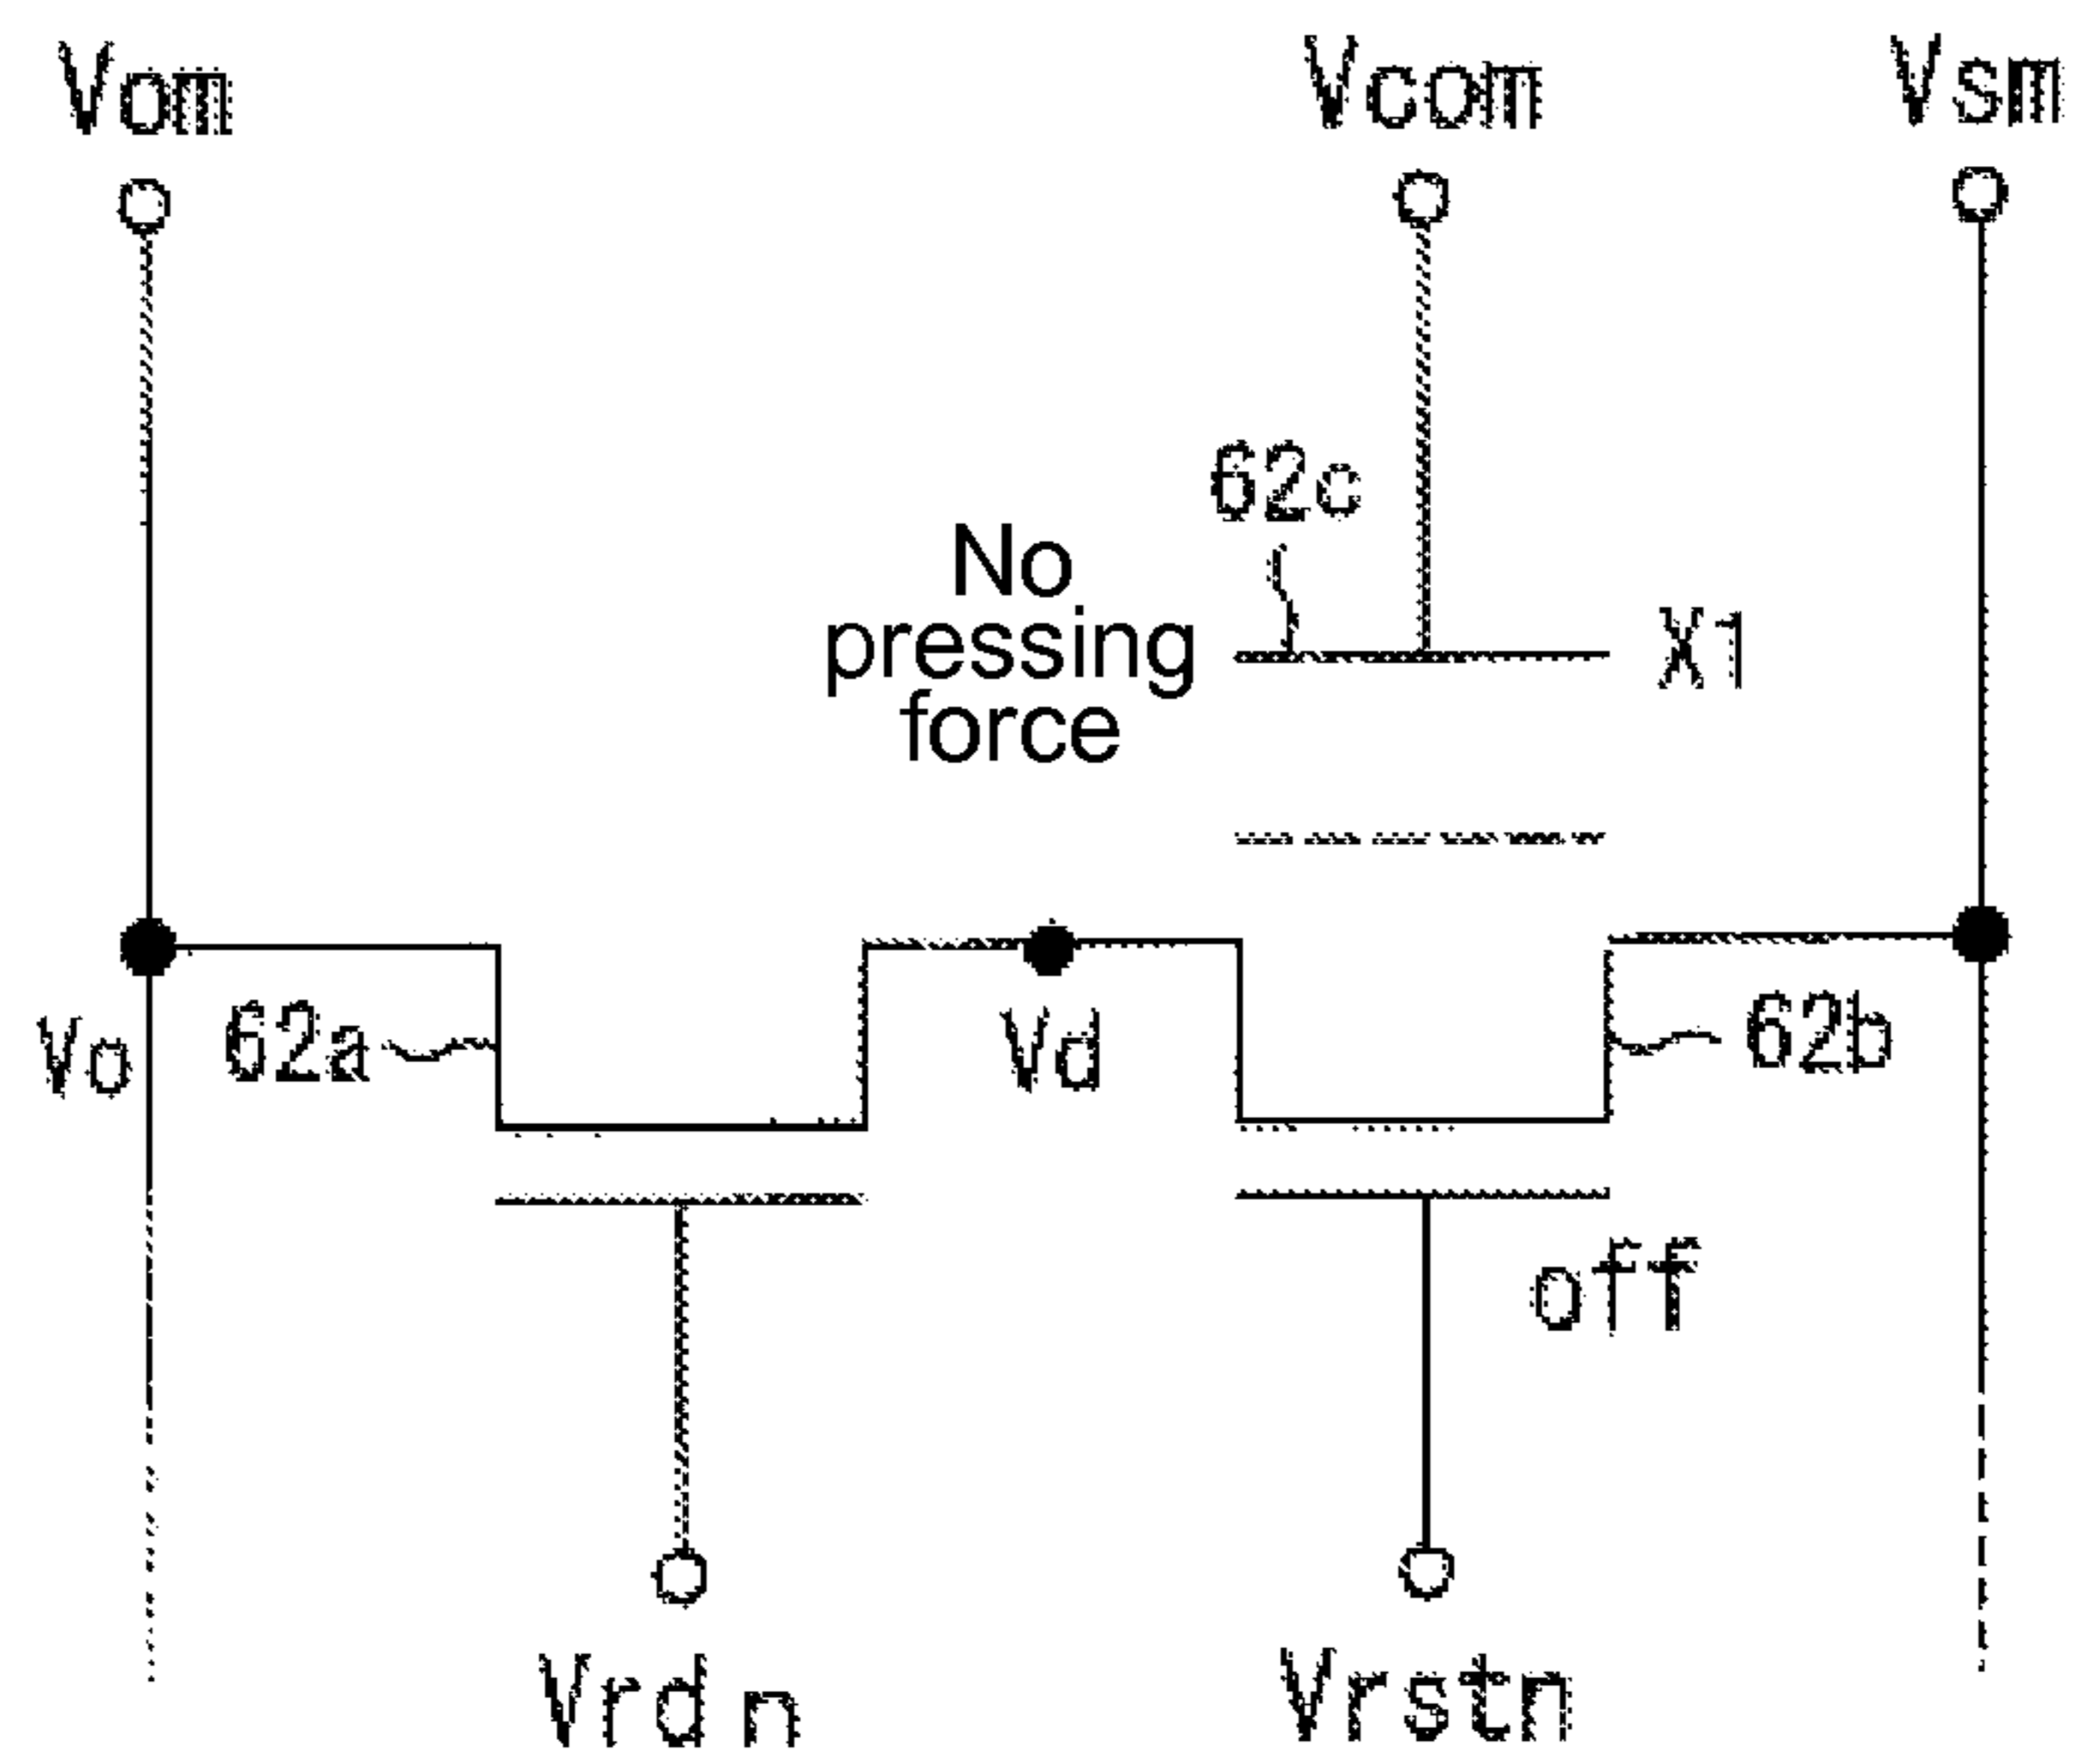 Vom
Vcom
Vsm
62c
No
pressing
force
X1
Vo
62a
Vd
62b
off
Vrdn
Vrstn